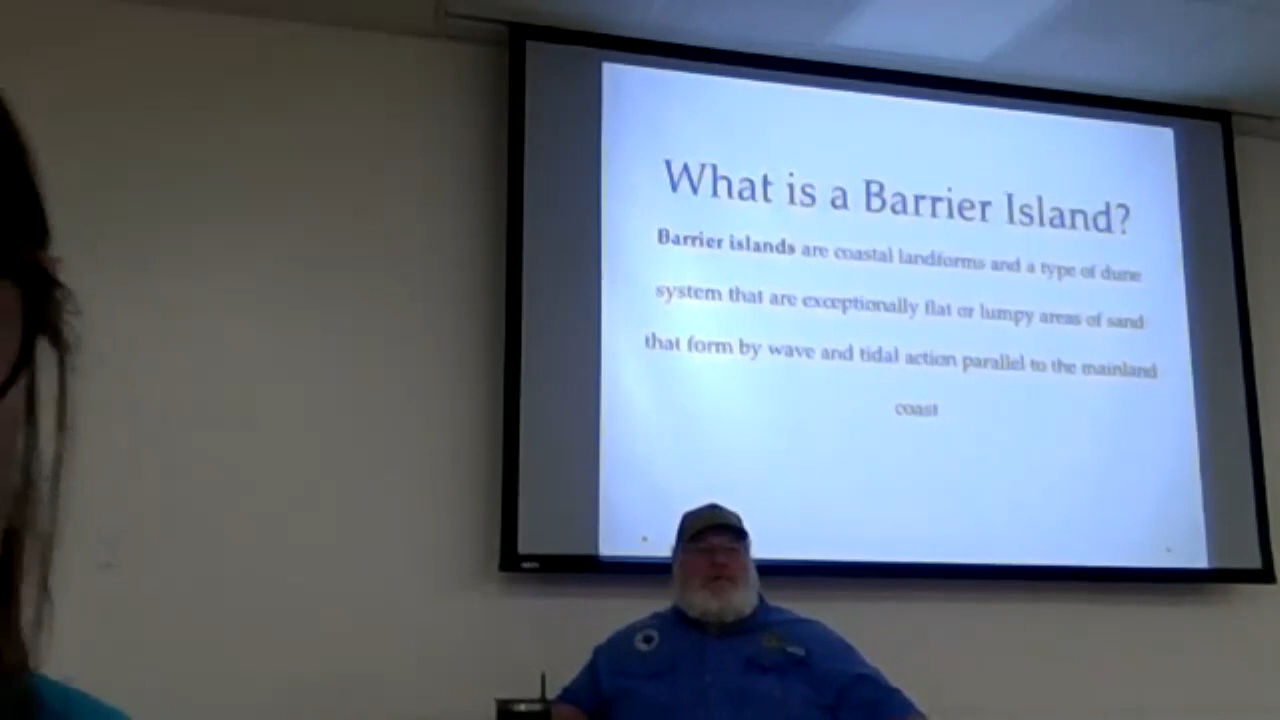 What is a Barrier Island?
Barrier islands are coastal landforms and a type of dune
system that are exceptionally flat or lumpy areas of sand
that form by wave and tidal action parallel to the mainland
coast